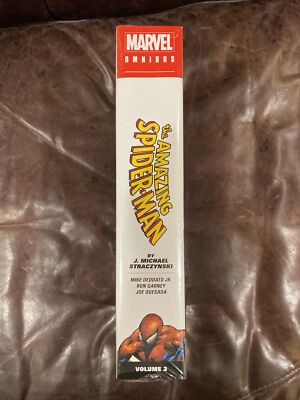 MARVEL
OMNIBUS
the AMAZING
SPIDER-MAN
BY
J. MICHAEL
STRACZYNSKI
MIKE DEODATO JR.
RON GARNEY
JOE QUESADA
VOLUME 2